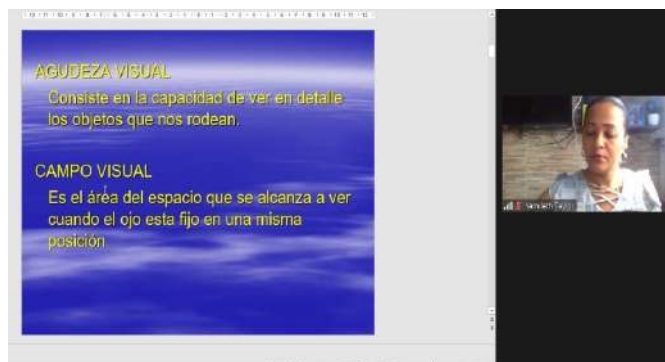 AGUDEZA VISUAL
Consiste en la capacidad de ver en detalle
los objetos que nos rodean.
CAMPO VISUAL
Es el área del espacio que se alcanza a ver
cuando el ojo esta fijo en una misma
posición